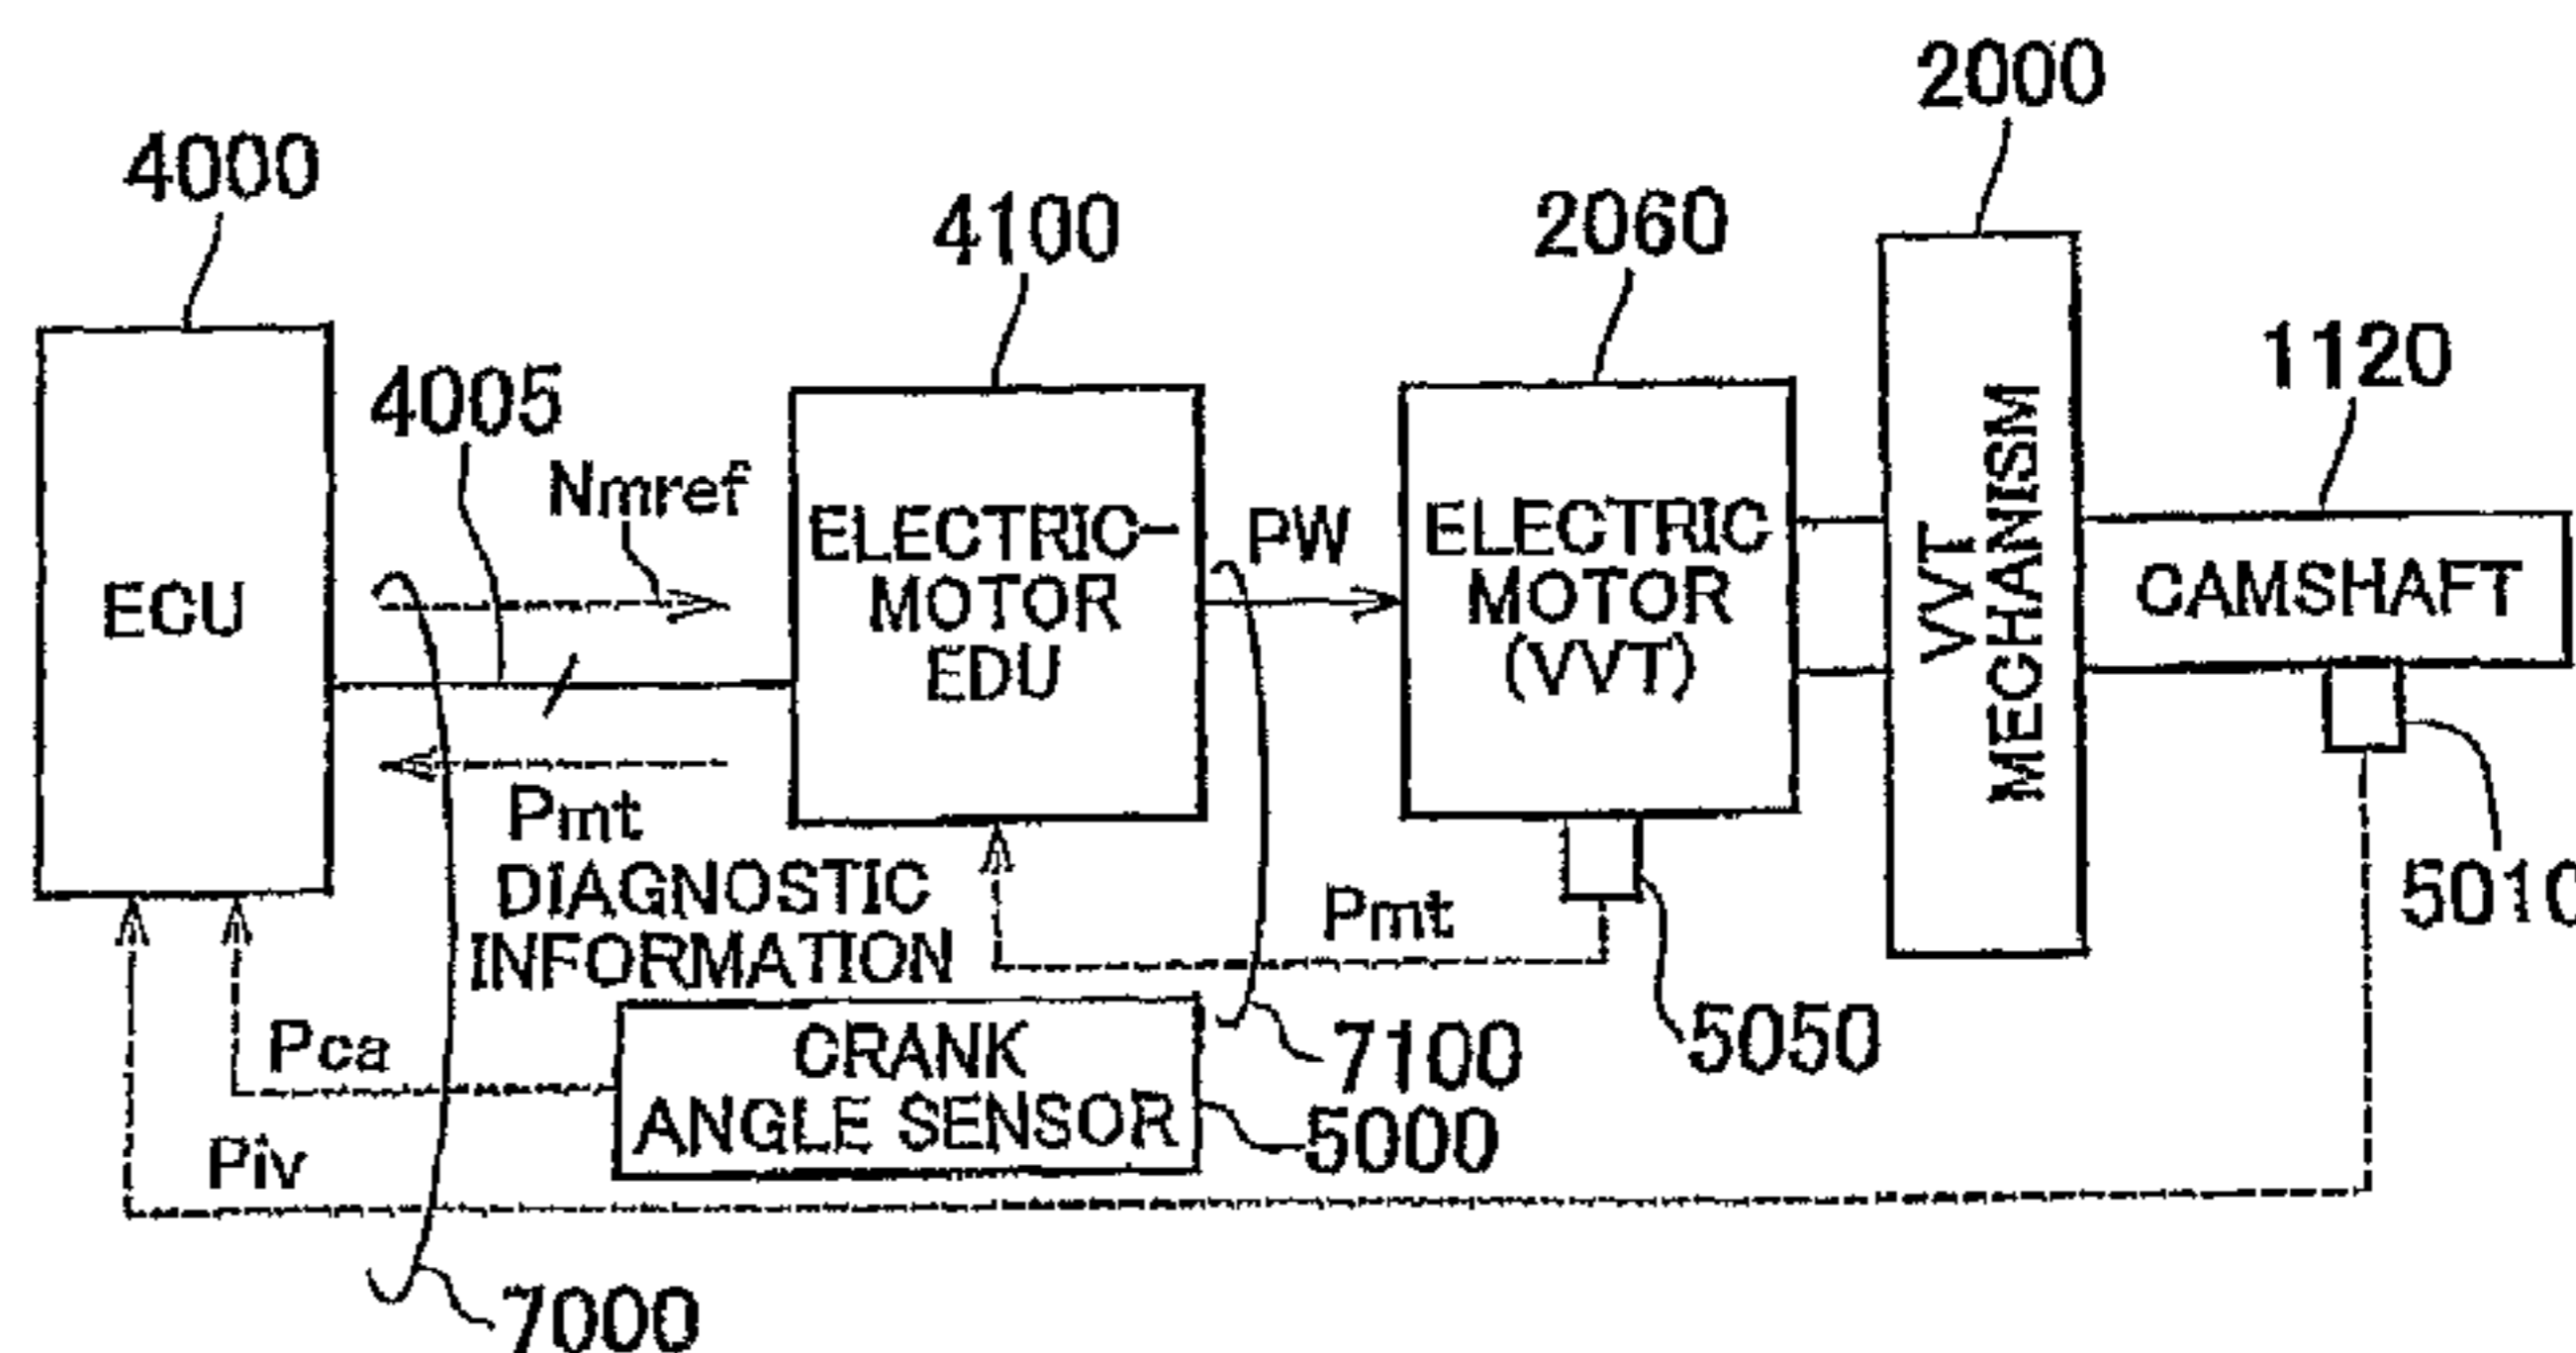 2000
4000
4100
2060
1120
4005
Nmref
ECU
ELECTRIC-
MOTOR
EDU
PW
ELECTRIC
MOTOR
(VVT)
VVT
MECHANISM
CAMSHAFT
Pmt
DIAGNOSTIC
INFORMATION
Pmt
5010
Pca
CRANK
ANGLE SENSOR
7100
5050
5000
Piv
7000